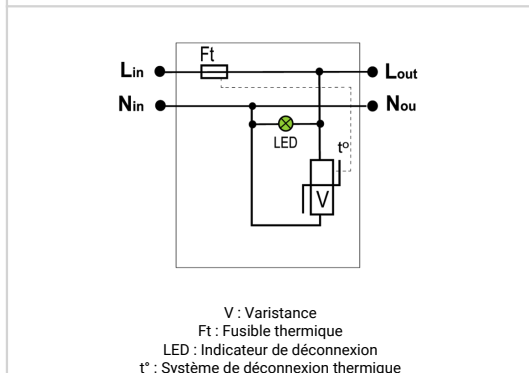 Ft
Lin Lout
Nin Nou
LED t°
V
V : Varistance
Ft : Fusible thermique
LED : Indicateur de déconnexion
t° : Système de déconnexion thermique